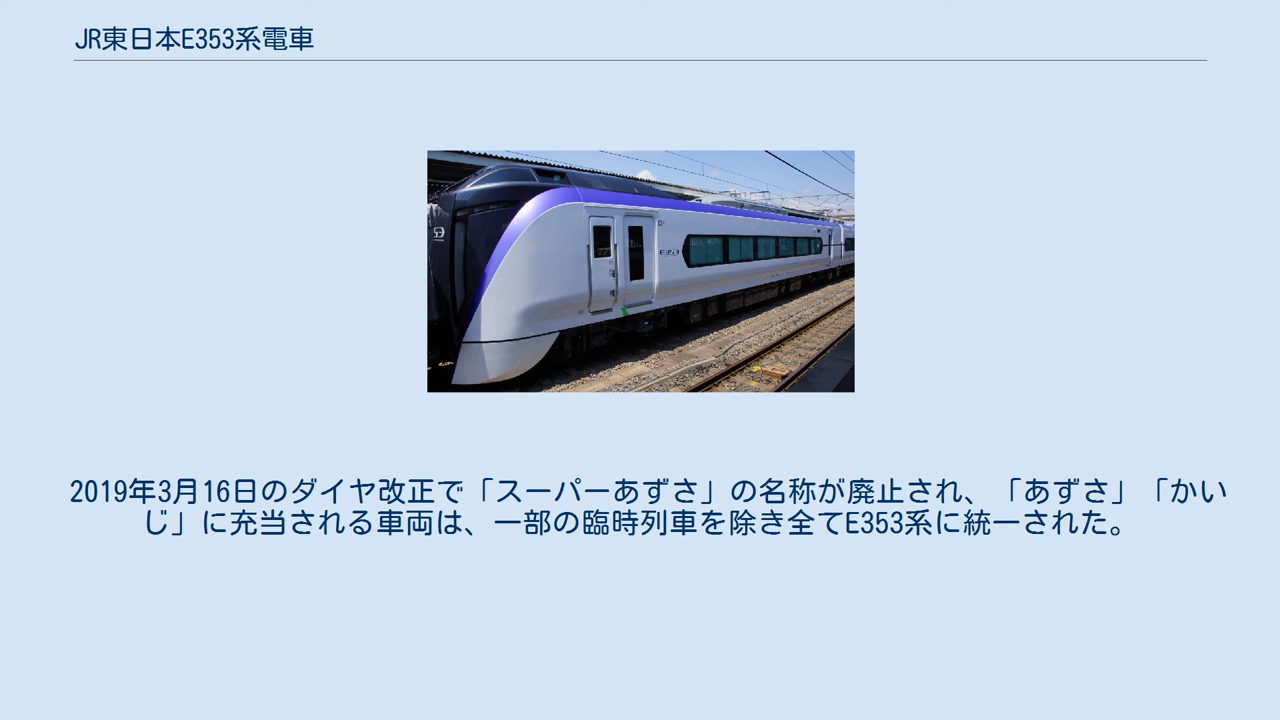 JR東日本E353系電車
2019年3月16日のダイヤ改正で「スーパーあずさ」の名称が廃止され、「あずさ」「かい
じ」に充当される車両は、一部の臨時列車を除き全てE353系に統一された。